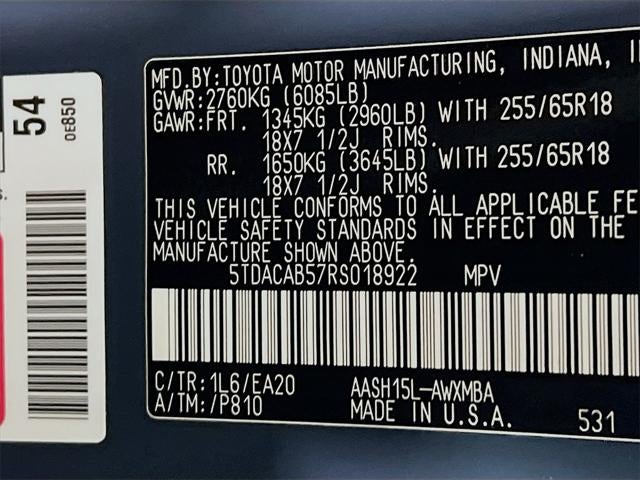 54
0E850
s.
MFD.BY:TOYOTA MOTOR MANUFACTURING, INDIANA,
GVWR:2760KG (6085LB)
GAWR:FRT. 1345KG (2960LB) WITH 255/65R18
18X7 1/2J RIMS.
RR. 1650KG (3645LB) WITH 255/65R18
18X7 1/2J RIMS.
THIS VEHICLE CONFORMS TO ALL APPLICABLE FE
VEHICLE SAFETY STANDARDS IN EFFECT ON THE
MANUFACTURE SHOWN ABOVE.
5TDACAB57RS018922 MPV
C/TR:1L6/EA20 AASH15L-AWXMBA
A/TM:/P810 MADE IN U.S.A. 531